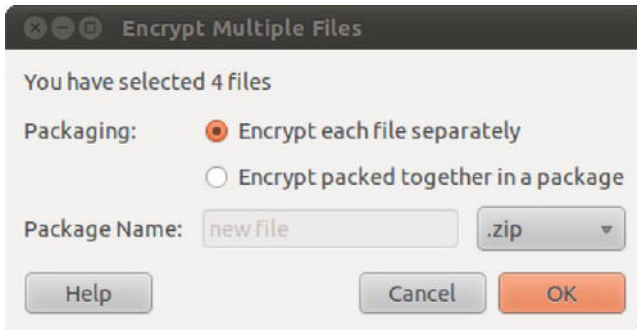 Encrypt Multiple Files
You have selected 4 files
Packaging: Encrypt each file separately
Encrypt packed together in a package
Package Name: new file .zip
Help Cancel OK